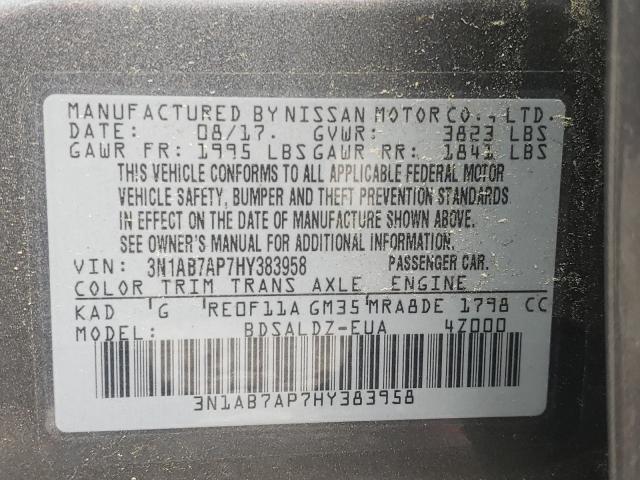 MANUFACTURED BY NISSAN MOTOR CO., LTD.
DATE: 08/17. GVWR: 3823 LBS
GAWR FR: 1995 LBS GAWR RR: 1841 LBS
THIS VEHICLE CONFORMS TO ALL APPLICABLE FEDERAL MOTOR
VEHICLE SAFETY, BUMPER AND THEFT PREVENTION STANDARDS
IN EFFECT ON THE DATE OF MANUFACTURE SHOWN ABOVE.
SEE OWNER'S MANUAL FOR ADDITIONAL INFORMATION.
VIN: 3N1AB7AP7HY383958 PASSENGER CAR.
COLOR TRIM TRANS AXLE ENGINE
KAD G RE0F11A GM35 MRA8DE 1798 CC
MODEL: BDSALDZ-EUA 4Z000
3N1AB7AP7HY383958